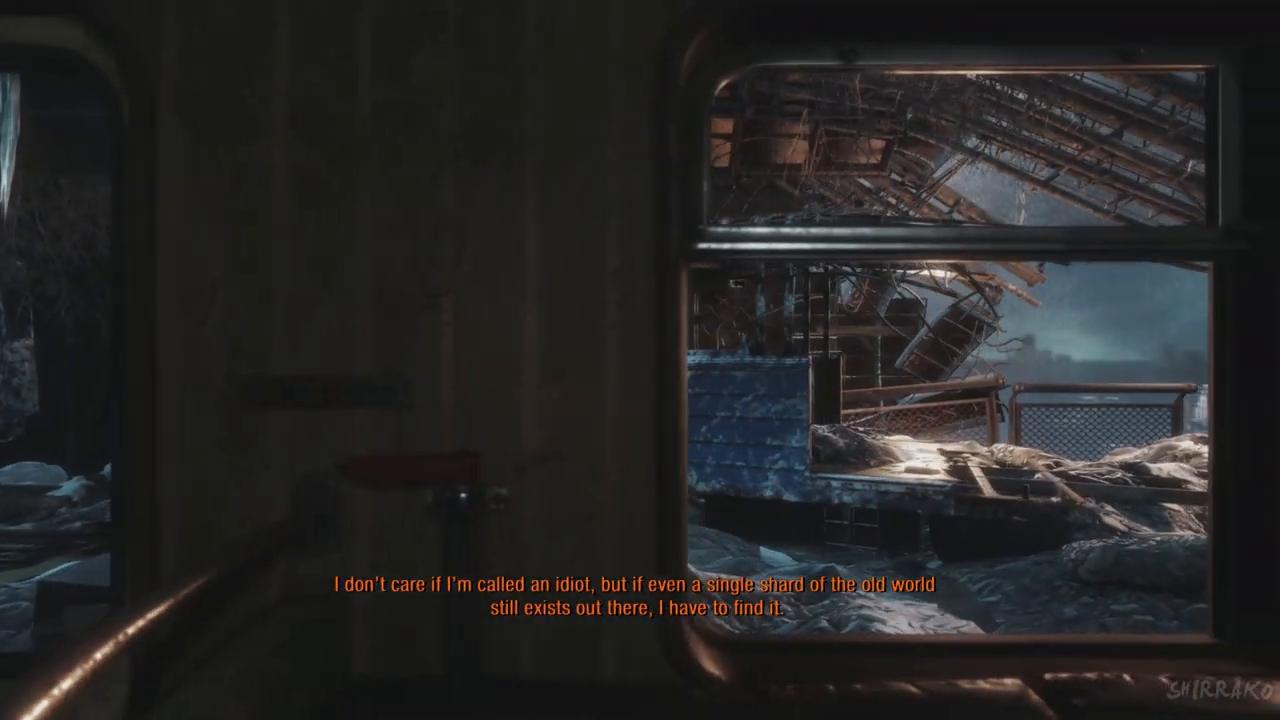 I don't care if I'm called an idiot, but if even a single shard of the old world
still exists out there, I have to find it.
SHIRRAKO